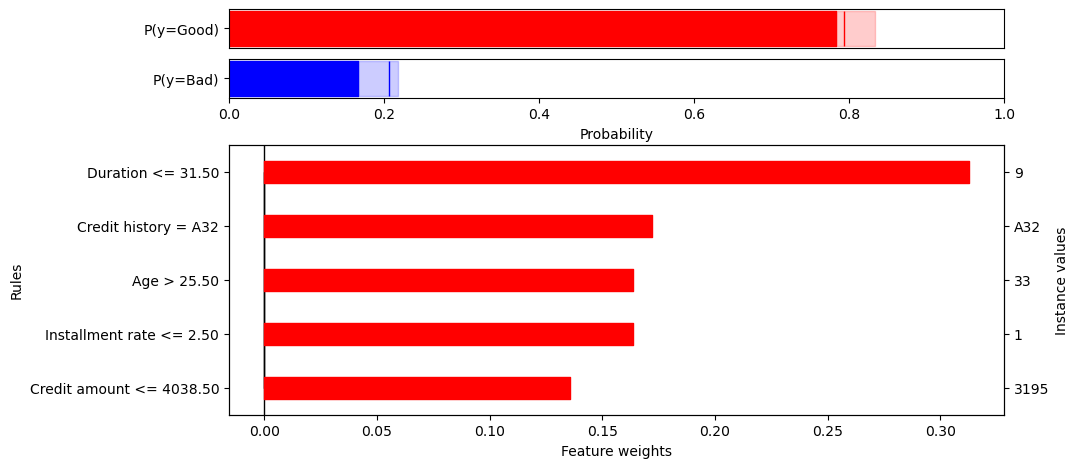 P(y=Good)
P(y=Bad)
0.0 0.2 0.4 0.6 0.8 1.0
Probability
Duration <= 31.50 9
Credit history = A32 A32
Age > 25.50 33
Installment rate <= 2.50 1
Credit amount <= 4038.50 3195
Rules
Instance values
0.00 0.05 0.10 0.15 0.20 0.25 0.30
Feature weights